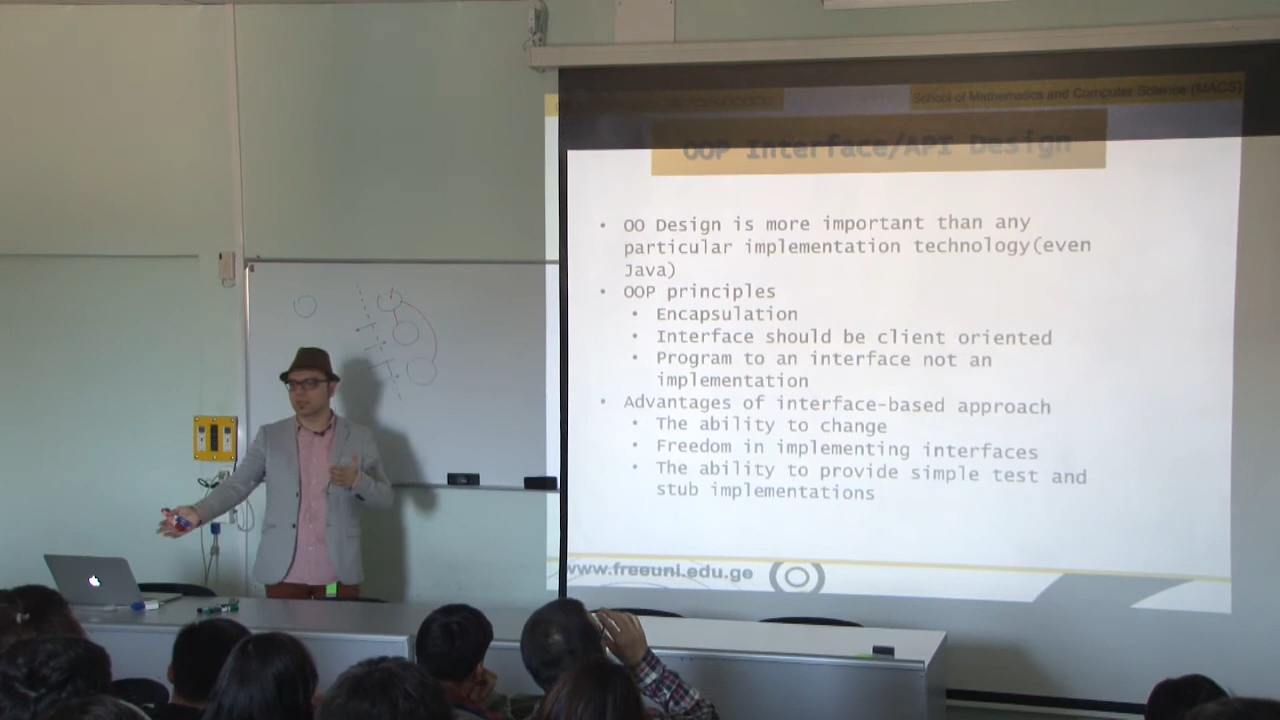 School of Mathematics and Computer Science (MACS)
OOP Interface/API Design
• OO Design is more important than any
particular implementation technology(even
Java)
• OOP principles
• Encapsulation
• Interface should be client oriented
• Program to an interface not an
implementation
• Advantages of interface-based approach
• The ability to change
• Freedom in implementing interfaces
• The ability to provide simple test and
stub implementations
www.freeuni.edu.ge